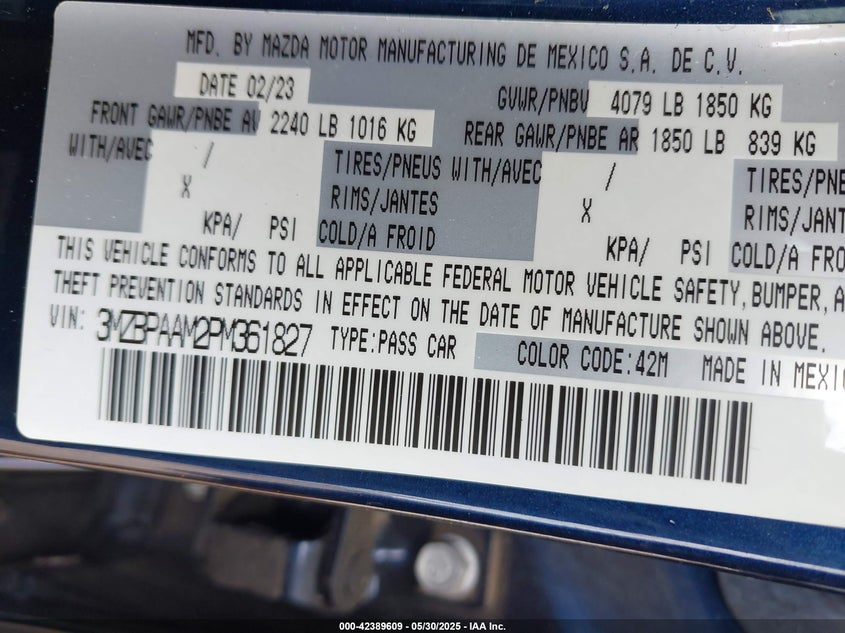 MFD. BY MAZDA MOTOR MANUFACTURING DE MEXICO S.A. DE C.V.
DATE 02/23
GVWR/PNBV 4079 LB 1850 KG
FRONT GAWR/PNBE AV 2240 LB 1016 KG
REAR GAWR/PNBE AR 1850 LB 839 KG
WITH/AVEC / TIRES/PNEUS WITH/AVEC / TIRES/PNE
X RIMS/JANTES X RIMS/JANT
KPA/ PSI COLD/A FROID KPA/ PSI COLD/A FRO
THIS VEHICLE CONFORMS TO ALL APPLICABLE FEDERAL MOTOR VEHICLE SAFETY, BUMPER, A
THEFT PREVENTION STANDARDS IN EFFECT ON THE DATE OF MANUFACTURE SHOWN ABOVE.
VIN: 3MZBPAAM2PM361827 TYPE:PASS CAR COLOR CODE:42M MADE IN MEXIC
000-42389609 - 05/30/2025 - IAA Inc.